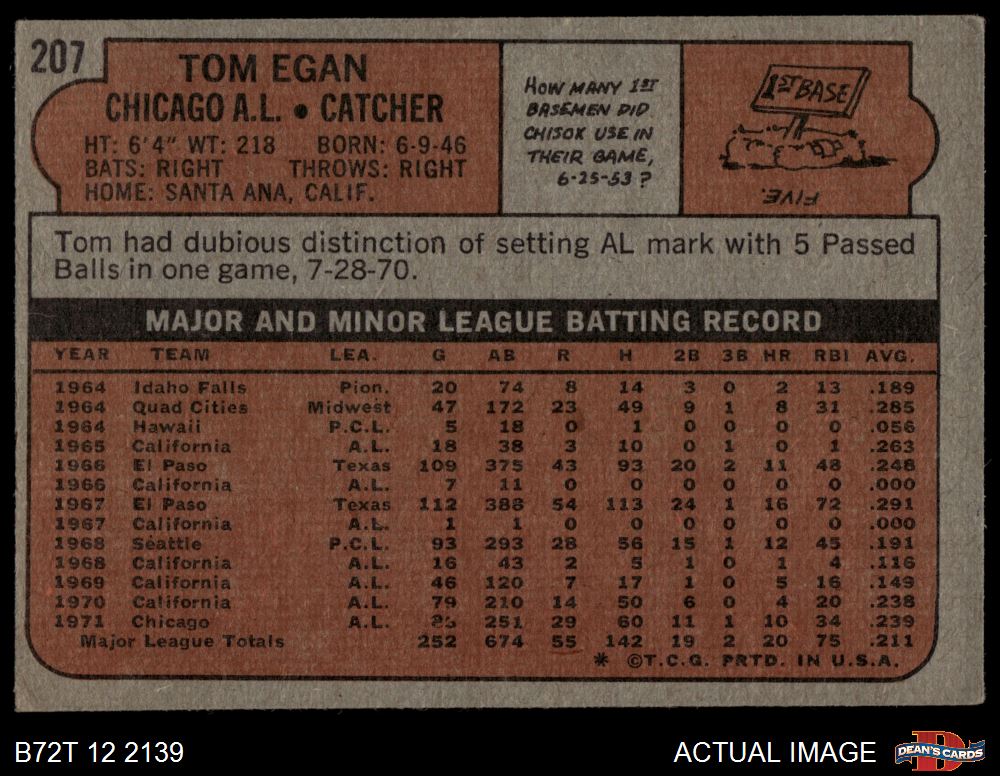 207
TOM EGAN
CHICAGO A.L. • CATCHER
HT: 6'4" WT: 218 BORN: 6-9-46
BATS: RIGHT THROWS: RIGHT
HOME: SANTA ANA, CALIF.
HOW MANY 1ST
BASEMEN DID
CHISOX USE IN
THEIR GAME,
6-25-53?
1ST BASE
FIVE.
Tom had dubious distinction of setting AL mark with 5 Passed
Balls in one game, 7-28-70.
MAJOR AND MINOR LEAGUE BATTING RECORD
YEAR TEAM LEA. G AB R H 2B 3B HR RBI AVG.
1964 Idaho Falls Pion. 20 74 8 14 3 0 2 13 .189
1964 Quad Cities Midwest 47 172 23 49 9 1 8 31 .285
1964 Hawaii P.C.L. 5 18 0 1 0 0 0 0 .056
1965 California A.L. 18 38 3 10 0 1 0 1 .263
1966 El Paso Texas 109 375 43 93 20 2 11 48 .248
1966 California A.L. 7 11 0 0 0 0 0 0 .000
1967 El Paso Texas 112 388 54 113 24 1 16 72 .291
1967 California A.L. 1 1 0 0 0 0 0 0 .000
1968 Seattle P.C.L. 93 293 28 56 15 1 12 45 .191
1968 California A.L. 16 43 2 5 1 0 1 4 .116
1969 California A.L. 46 120 7 17 1 0 5 16 .149
1970 California A.L. 79 210 14 50 6 0 4 20 .238
1971 Chicago A.L. 251 29 60 11 1 10 34 .239
Major League Totals 252 674 55 142 19 2 20 75 .211
* ©T.C.G. PRTD. IN U.S.A.
B72T 12 2139
ACTUAL IMAGE
D
DEAN'S CARDS